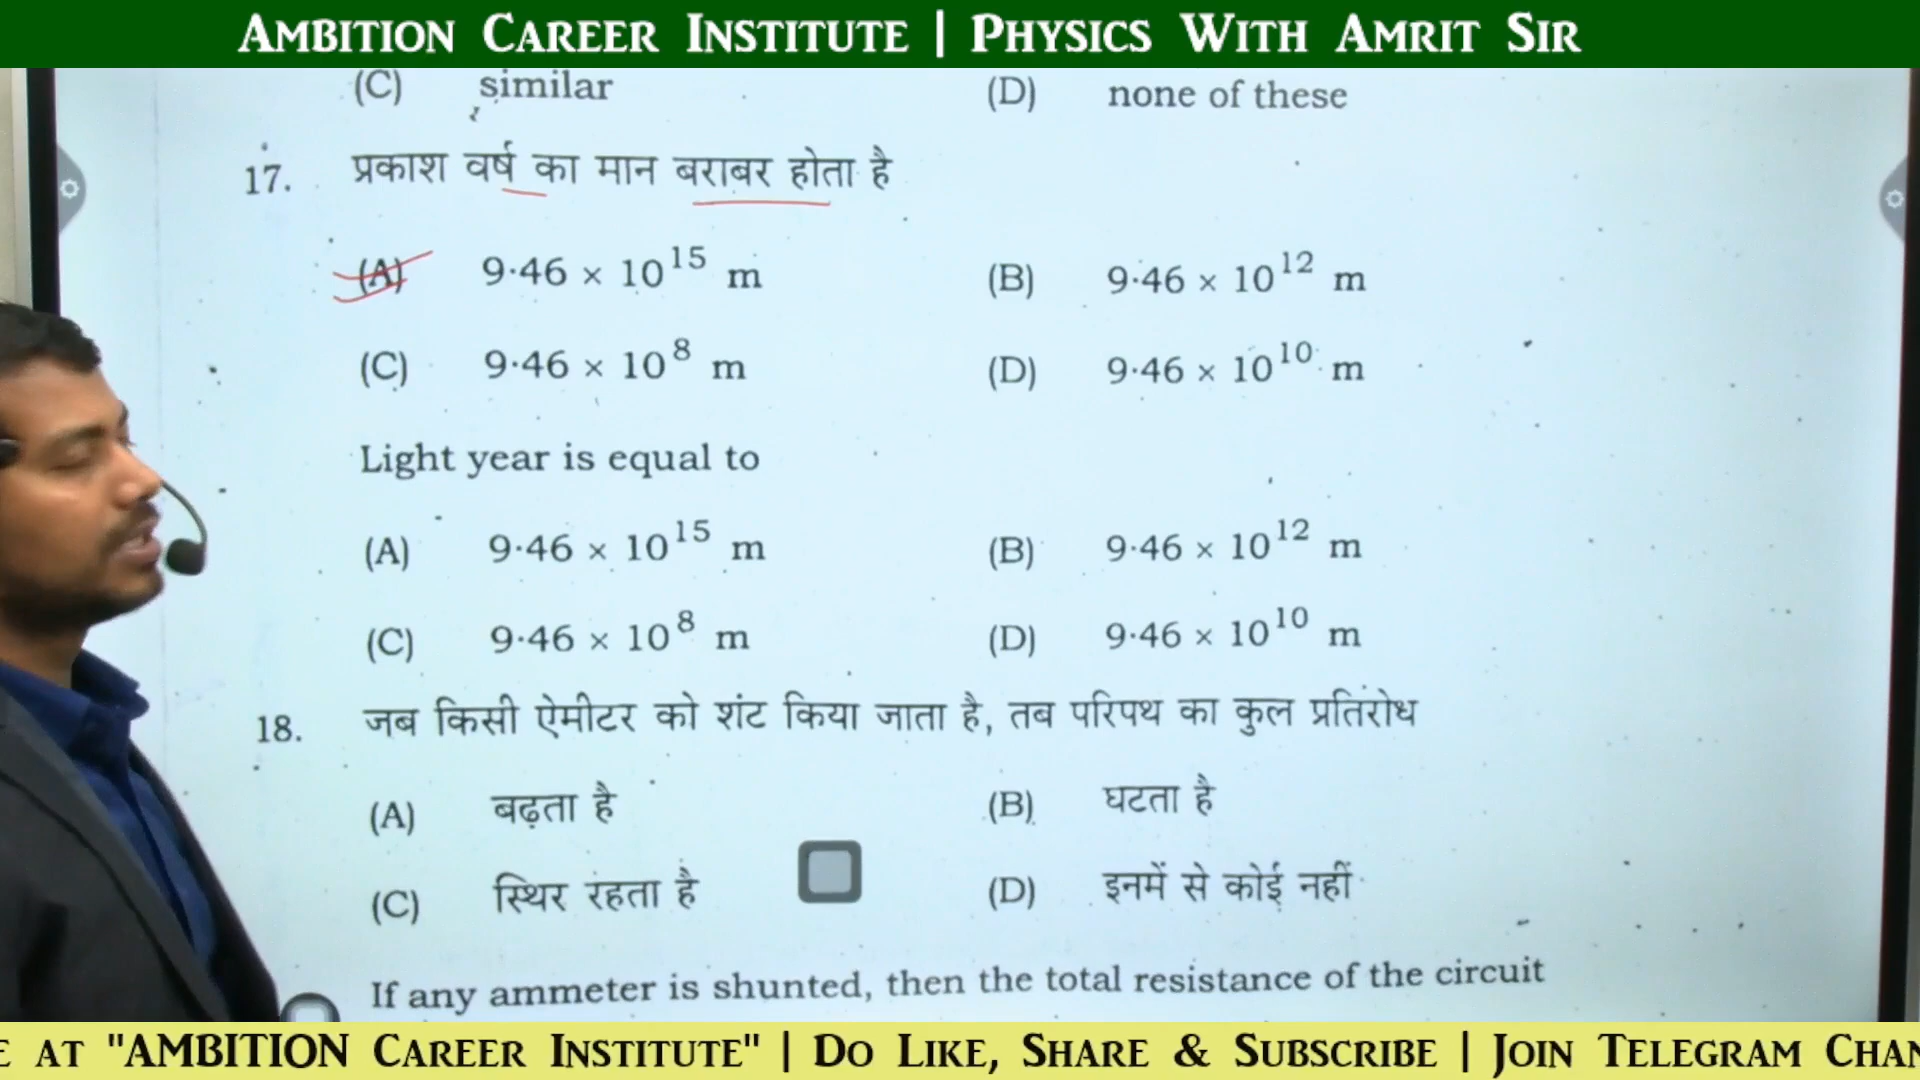 AMBITION CAREER INSTITUTE | PHYSICS WITH AMRIT SIR
(C) similar (D) none of these
17. प्रकाश वर्ष का मान बराबर होता है
(A) 9·46 × 10^15 m (B) 9·46 × 10^12 m
(C) 9·46 × 10^8 m (D) 9·46 × 10^10 m
Light year is equal to
(A) 9·46 × 10^15 m (B) 9·46 × 10^12 m
(C) 9·46 × 10^8 m (D) 9·46 × 10^10 m
18. जब किसी ऐमीटर को शंट किया जाता है, तब परिपथ का कुल प्रतिरोध
(A) बढ़ता है (B) घटता है
(C) स्थिर रहता है (D) इनमें से कोई नहीं
If any ammeter is shunted, then the total resistance of the circuit
E AT "AMBITION CAREER INSTITUTE" | DO LIKE, SHARE & SUBSCRIBE | JOIN TELEGRAM CHAN